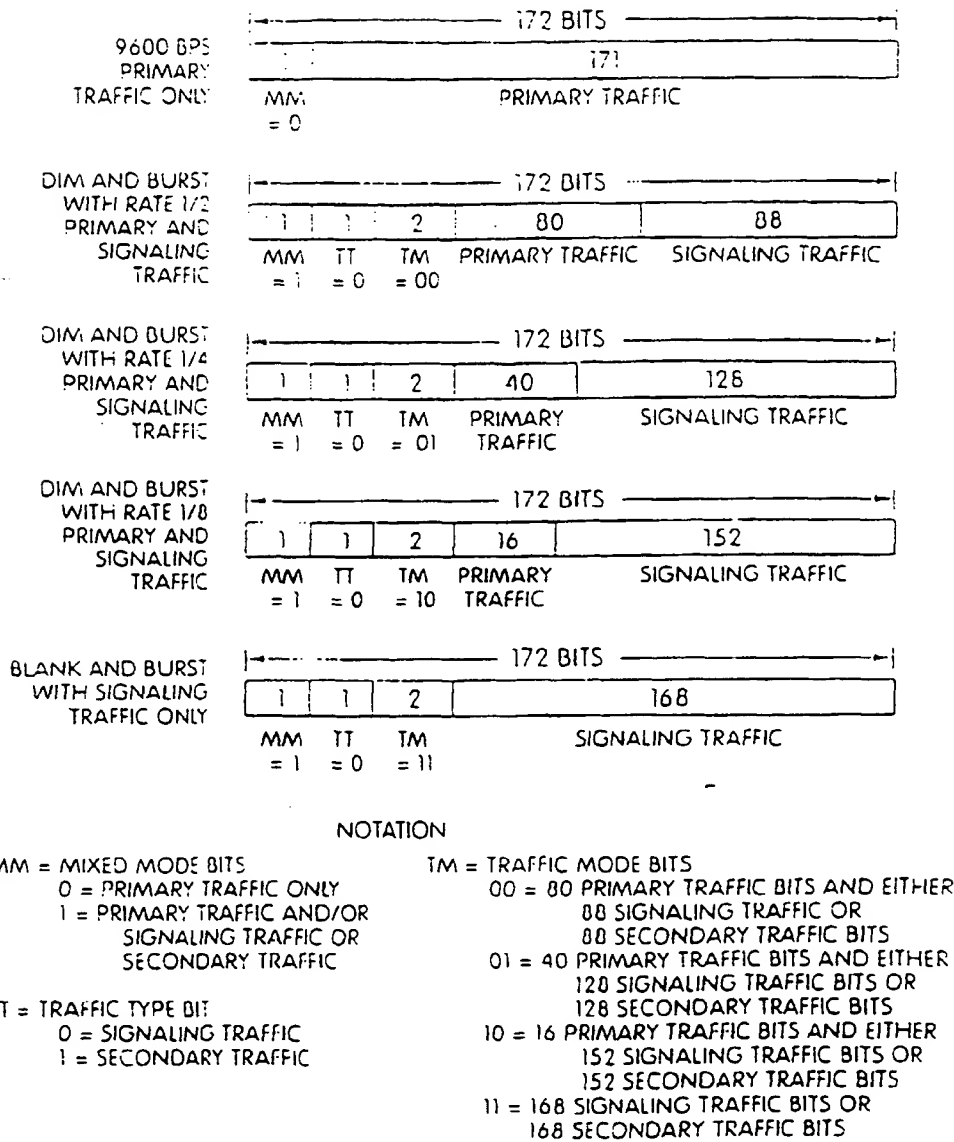 172 BITS
9600 BPS
PRIMARY
TRAFFIC ONLY
171
MM
= 0
PRIMARY TRAFFIC
DIM AND BURST
WITH RATE 1/2
PRIMARY AND
SIGNALING
TRAFFIC
172 BITS
1 1 2 80 88
MM TT TM PRIMARY TRAFFIC SIGNALING TRAFFIC
= 1 = 0 = 00
DIM AND BURST
WITH RATE 1/4
PRIMARY AND
SIGNALING
TRAFFIC
172 BITS
1 1 2 40 128
MM TT TM PRIMARY SIGNALING TRAFFIC
= 1 = 0 = 01 TRAFFIC
DIM AND BURST
WITH RATE 1/8
PRIMARY AND
SIGNALING
TRAFFIC
172 BITS
1 1 2 16 152
MM TT TM PRIMARY SIGNALING TRAFFIC
= 1 = 0 = 10 TRAFFIC
BLANK AND BURST
WITH SIGNALING
TRAFFIC ONLY
172 BITS
1 1 2 168
MM TT TM SIGNALING TRAFFIC
= 1 = 0 = 11
NOTATION
MM = MIXED MODE BITS
0 = PRIMARY TRAFFIC ONLY
1 = PRIMARY TRAFFIC AND/OR
SIGNALING TRAFFIC OR
SECONDARY TRAFFIC
T = TRAFFIC TYPE BIT
0 = SIGNALING TRAFFIC
1 = SECONDARY TRAFFIC
TM = TRAFFIC MODE BITS
00 = 80 PRIMARY TRAFFIC BITS AND EITHER
88 SIGNALING TRAFFIC OR
88 SECONDARY TRAFFIC BITS
01 = 40 PRIMARY TRAFFIC BITS AND EITHER
128 SIGNALING TRAFFIC BITS OR
128 SECONDARY TRAFFIC BITS
10 = 16 PRIMARY TRAFFIC BITS AND EITHER
152 SIGNALING TRAFFIC BITS OR
152 SECONDARY TRAFFIC BITS
11 = 168 SIGNALING TRAFFIC BITS OR
168 SECONDARY TRAFFIC BITS